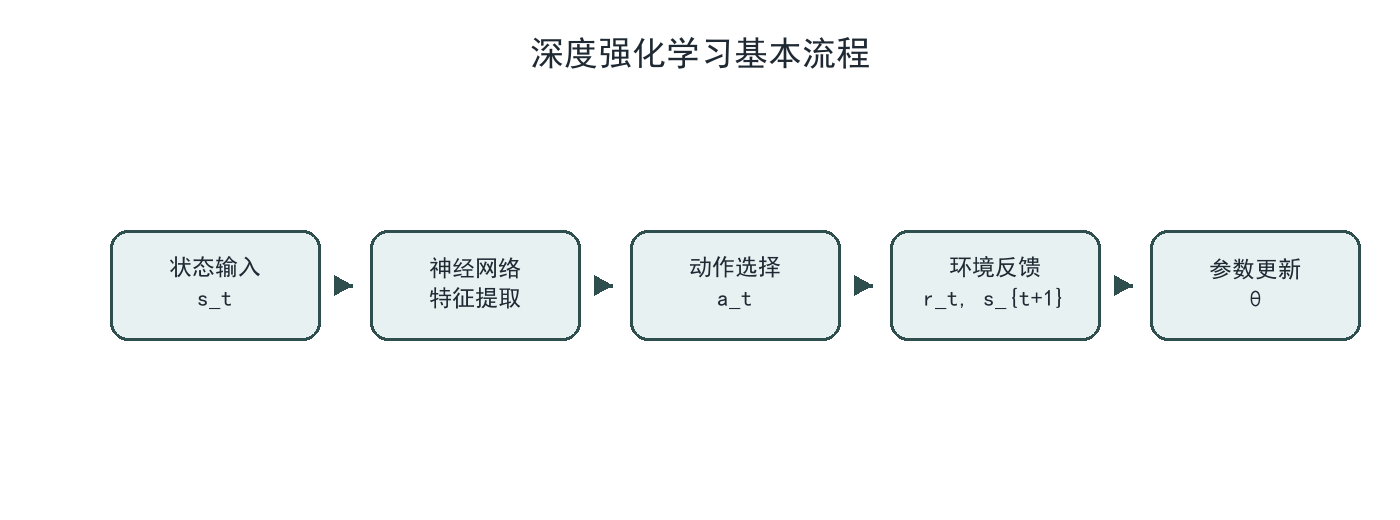 深度强化学习基本流程
状态输入
s_t
神经网络
特征提取
动作选择
a_t
环境反馈
r_t, s_{t+1}
参数更新
θ